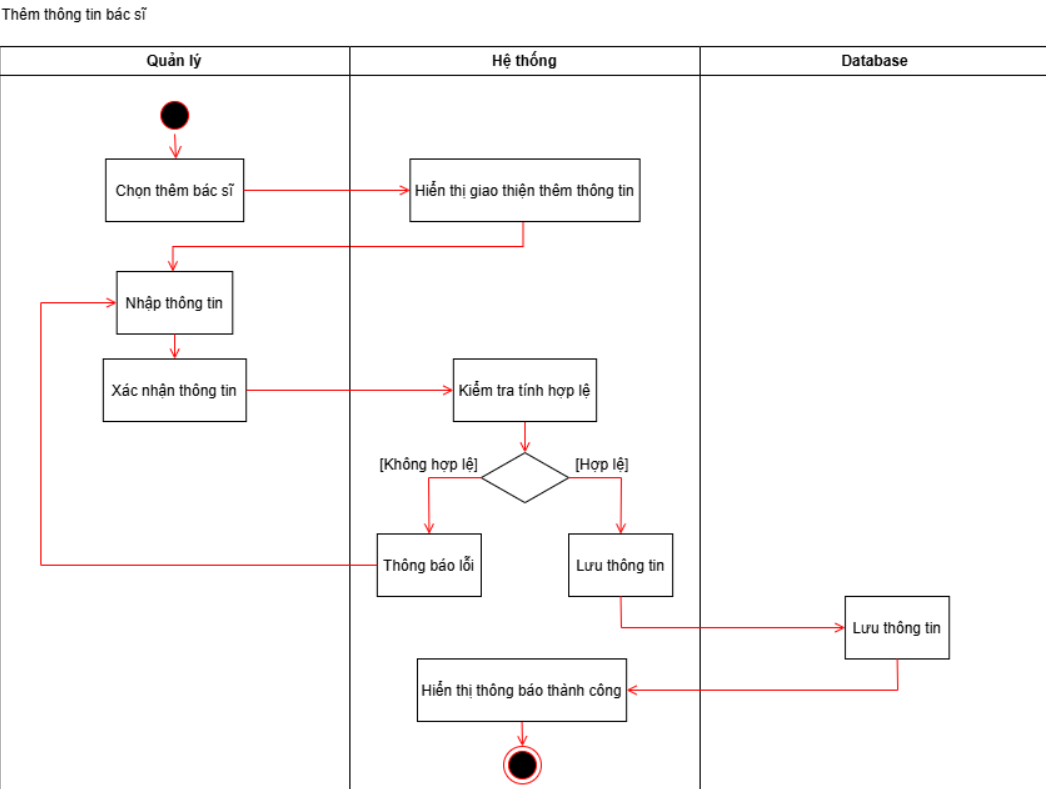 Thêm thông tin bác sĩ
Quản lý
Hệ thống
Database
Chọn thêm bác sĩ
Hiển thị giao thiện thêm thông tin
Nhập thông tin
Xác nhận thông tin
Kiểm tra tính hợp lệ
[Không hợp lệ]
[Hợp lệ]
Thông báo lỗi
Lưu thông tin
Lưu thông tin
Hiển thị thông báo thành công